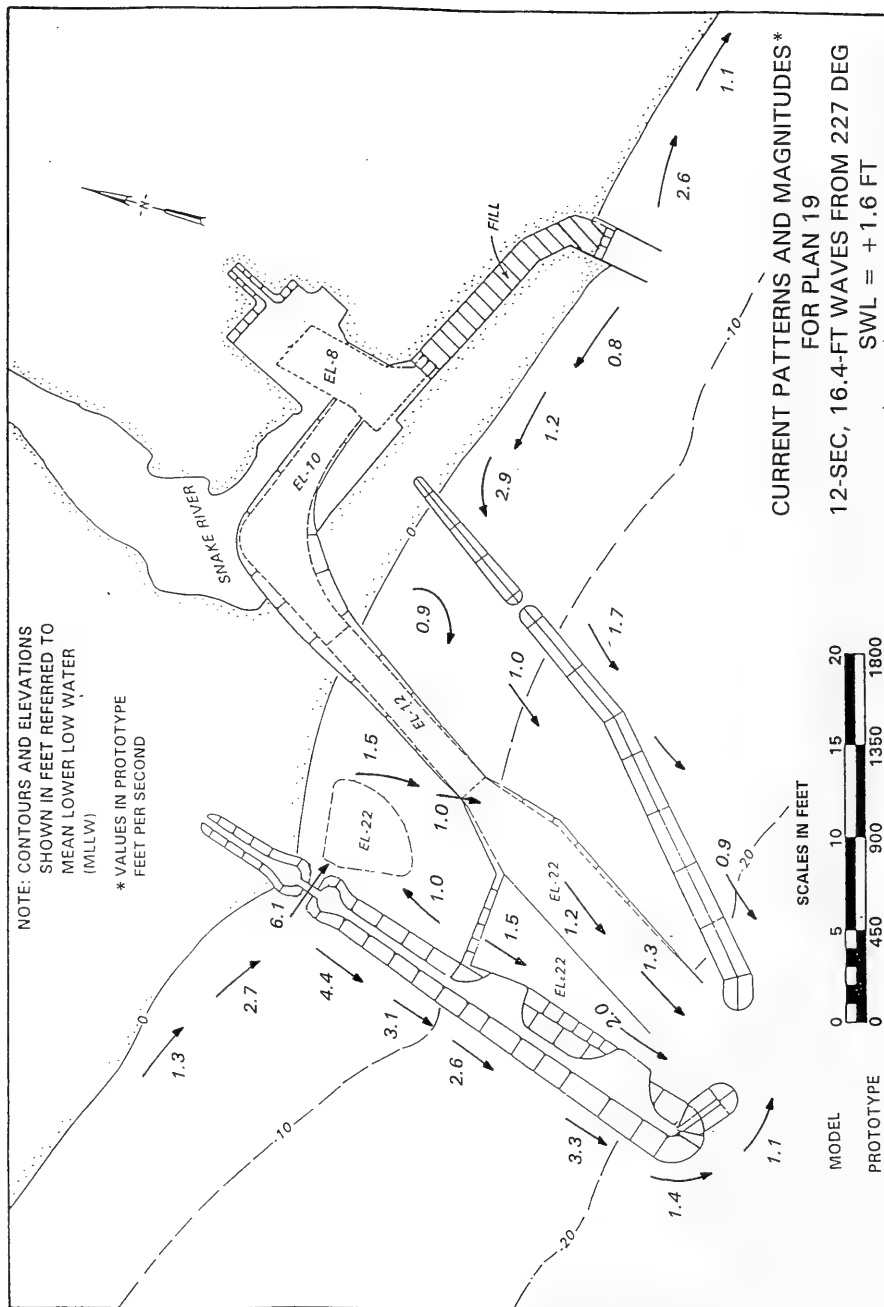 NOTE: CONTOURS AND ELEVATIONS
SHOWN IN FEET REFERRED TO
MEAN LOWER LOW WATER
(MLLW)
* VALUES IN PROTOTYPE
FEET PER SECOND
SNAKE RIVER
-N-
EL-8
EL-10
FILL
EL-12
EL-22
EL-22
EL-22
0
0
-10
-10
-20
-20
1.3
2.7
6.1
4.4
3.1
2.6
3.3
1.4
1.1
1.0
1.5
1.0
1.5
1.2
1.3
2.0
0.9
1.0
1.7
0.9
2.9
1.2
0.8
2.6
1.1
SCALES IN FEET
MODEL 0 5 10 15 20
PROTOTYPE 0 450 900 1350 1800
CURRENT PATTERNS AND MAGNITUDES*
FOR PLAN 19
12-SEC, 16.4-FT WAVES FROM 227 DEG
SWL = +1.6 FT